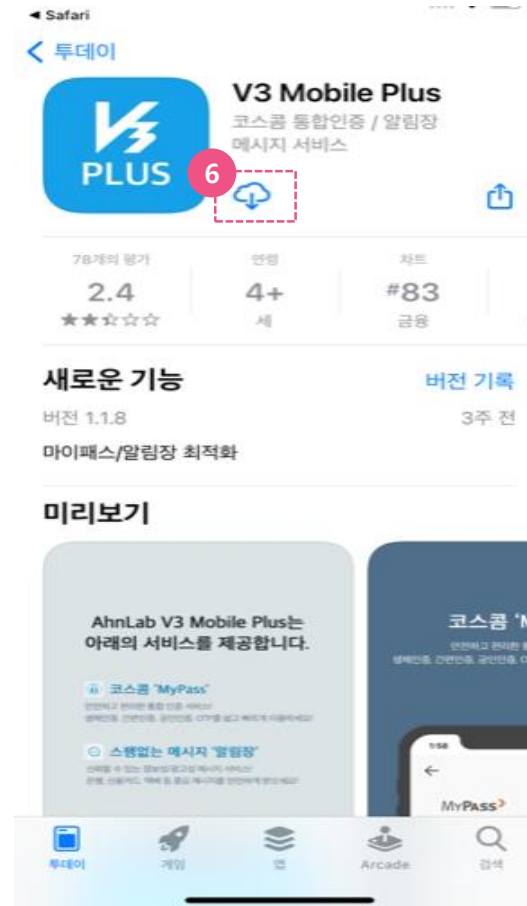 ◀ Safari
투데이
V3 PLUS
V3 Mobile Plus
코스콤 통합인증 / 알림장
메시지 서비스
6
78개의 평가
2.4
연령
4+
세
차트
#83
금융
새로운 기능
버전 기록
버전 1.1.8
3주 전
마이패스/알림장 최적화
미리보기
AhnLab V3 Mobile Plus는
아래의 서비스를 제공합니다.
코스콤 'MyPass'
스팸없는 메시지 '알림장'
코스콤 'M
1:58
MyPass
투데이
게임
앱
Arcade
검색